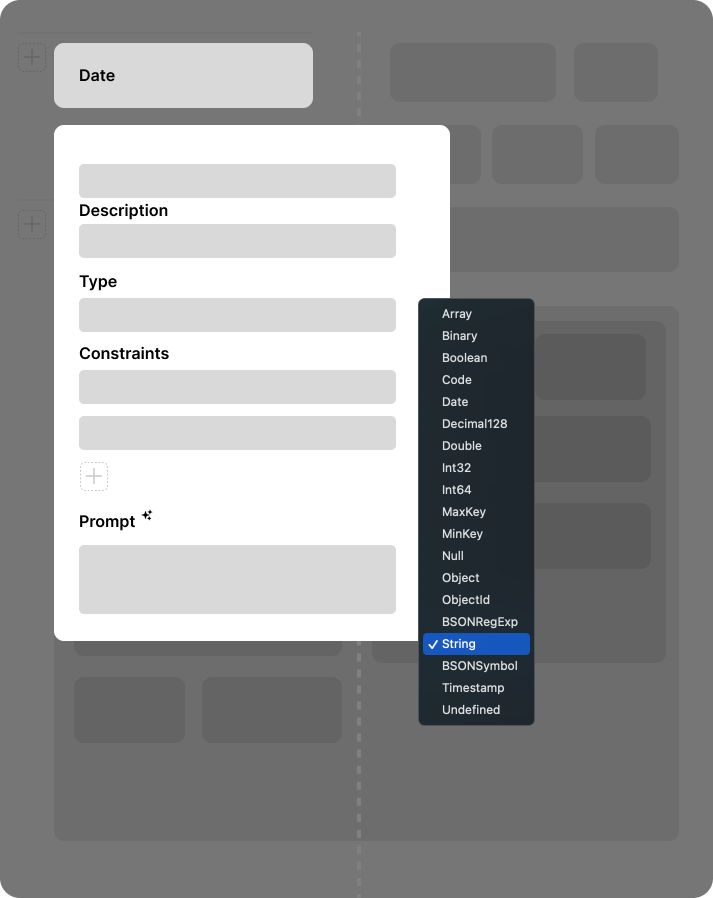 Date
Description
Type
Constraints
Prompt
Array
Binary
Boolean
Code
Date
Decimal128
Double
Int32
Int64
MaxKey
MinKey
Null
Object
ObjectId
BSONRegExp
String
BSONSymbol
Timestamp
Undefined